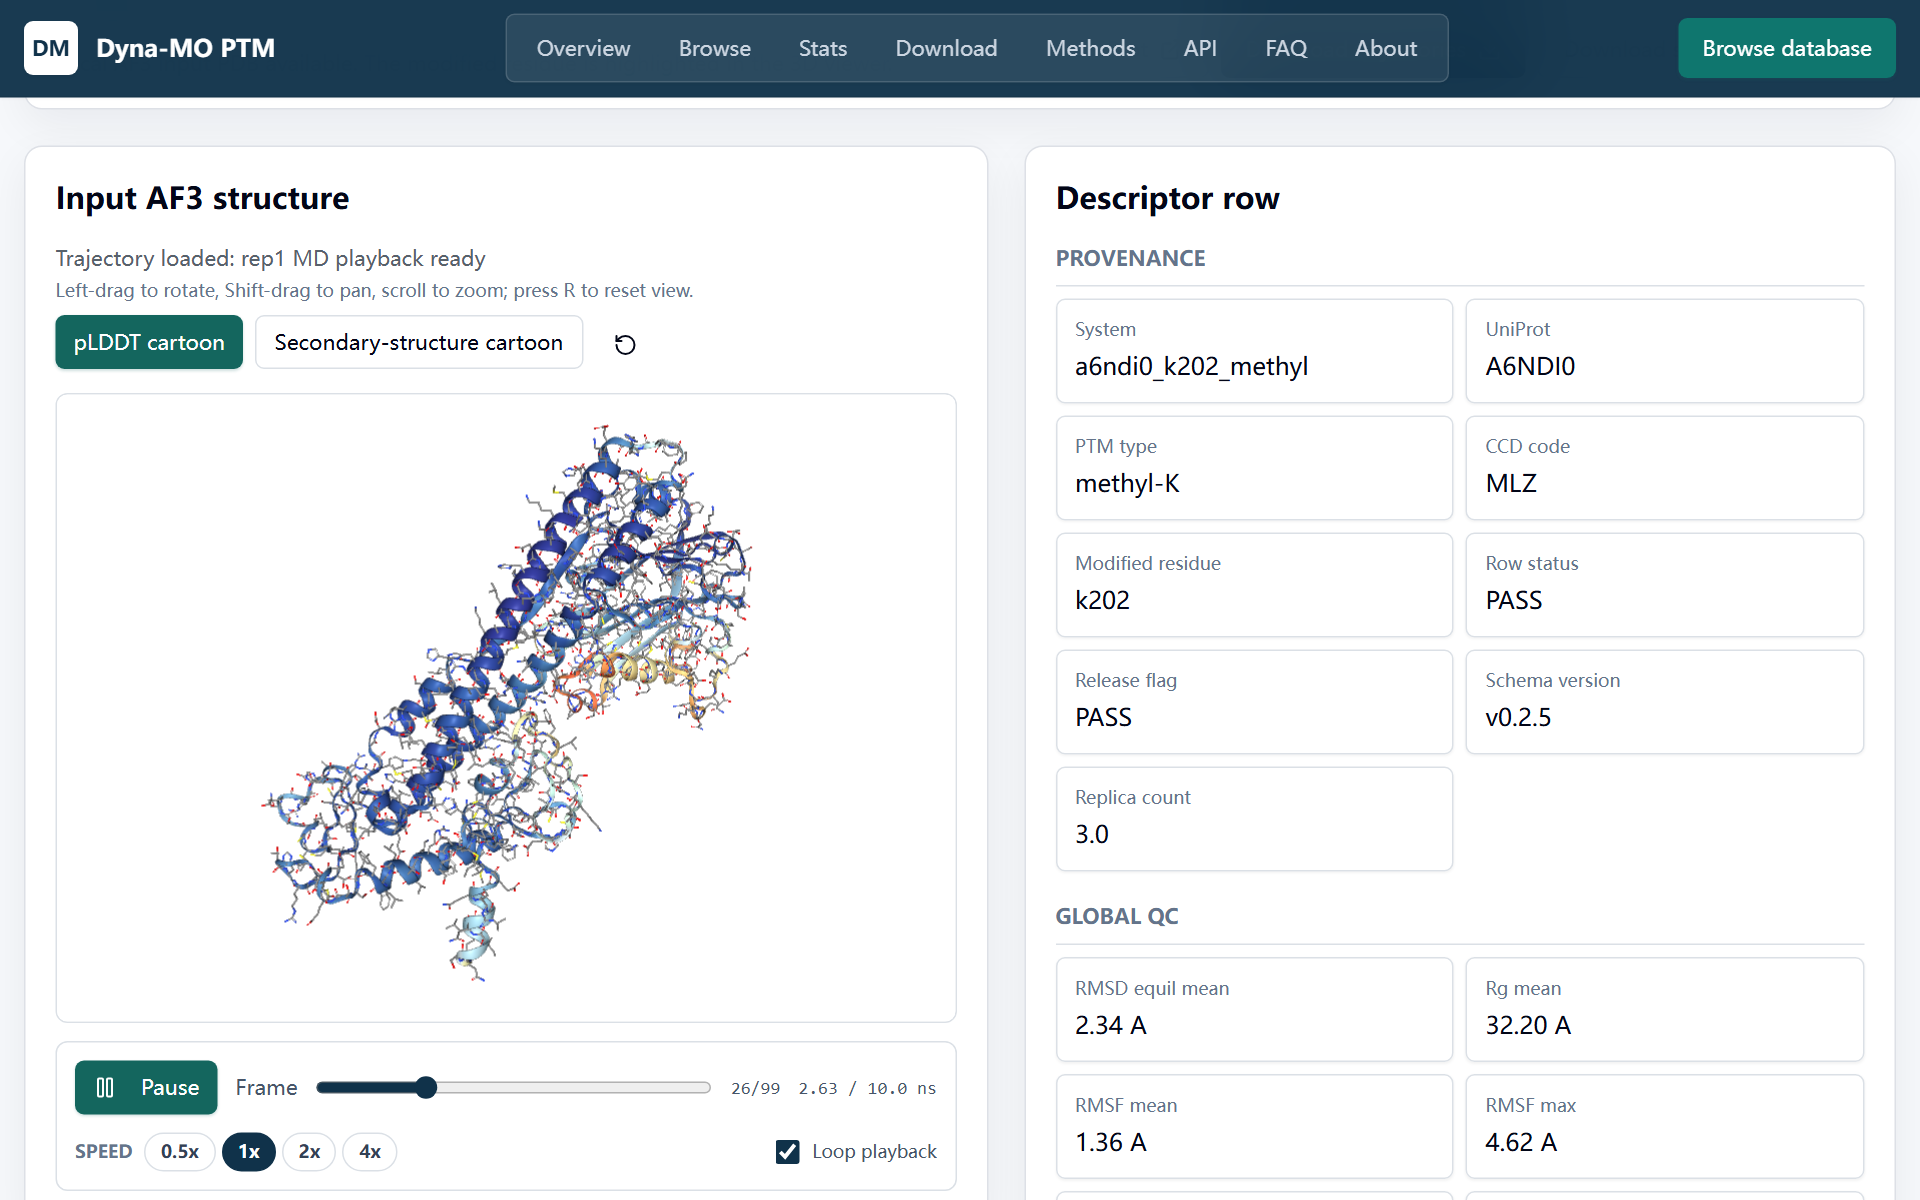 DM Dyna-MO PTM
Overview Browse Stats Download Methods API FAQ About
Browse database
Input AF3 structure
Trajectory loaded: rep1 MD playback ready
Left-drag to rotate, Shift-drag to pan, scroll to zoom; press R to reset view.
pLDDT cartoon
Secondary-structure cartoon
Pause
Frame
26/99 2.63 / 10.0 ns
SPEED 0.5x 1x 2x 4x
Loop playback
Descriptor row
PROVENANCE
System
a6ndi0_k202_methyl
UniProt
A6NDI0
PTM type
methyl-K
CCD code
MLZ
Modified residue
k202
Row status
PASS
Release flag
PASS
Schema version
v0.2.5
Replica count
3.0
GLOBAL QC
RMSD equil mean
2.34 A
Rg mean
32.20 A
RMSF mean
1.36 A
RMSF max
4.62 A